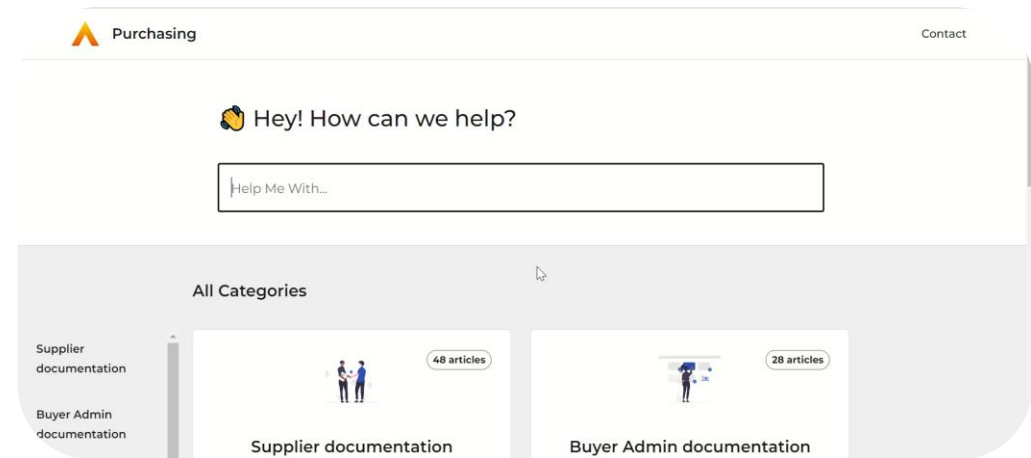 Purchasing
Contact
👋 Hey! How can we help?
Help Me With...
All Categories
Supplier
documentation
Buyer Admin
documentation
48 articles
Supplier documentation
28 articles
Buyer Admin documentation